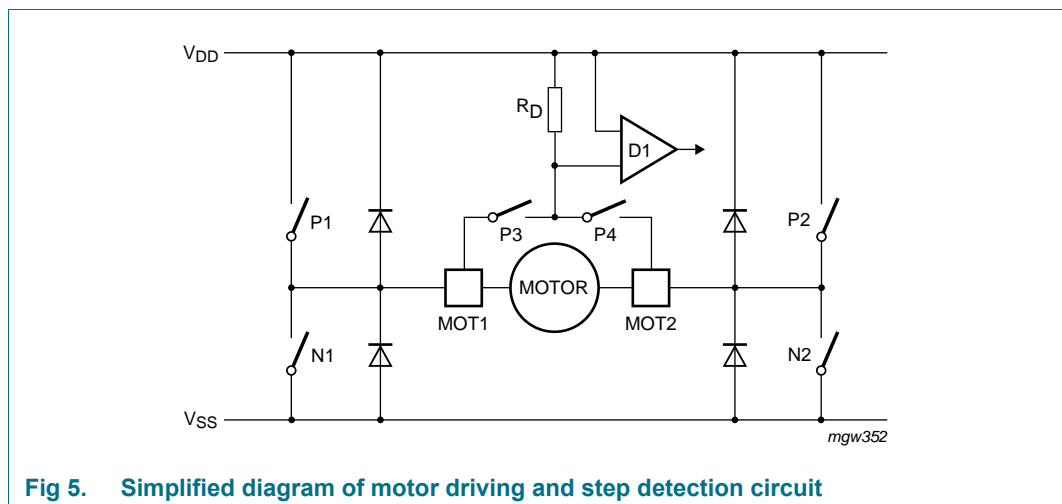 VDD
RD
D1
P1
P3
P4
P2
MOTOR
MOT1
MOT2
N1
N2
VSS
mgw352
Fig 5. Simplified diagram of motor driving and step detection circuit